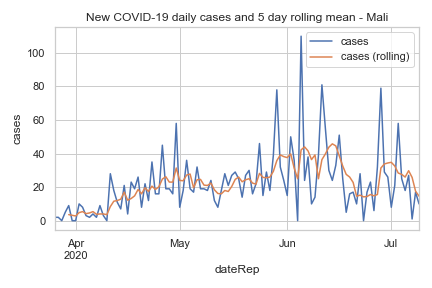 New COVID-19 daily cases and 5 day rolling mean - Mali
cases
cases (rolling)
100
80
60
40
20
0
cases
Apr
2020
May
Jun
Jul
dateRep